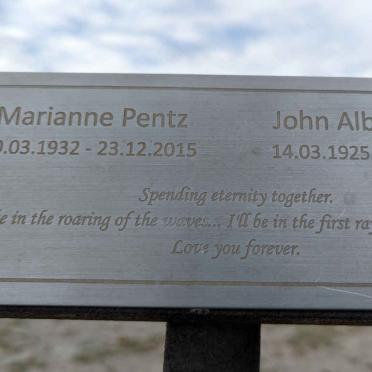 Marianne Pentz John Alb
0.03.1932 - 23.12.2015 14.03.1925
Spending eternity together.
in the roaring of the waves... I'll be in the first
Love you forever.